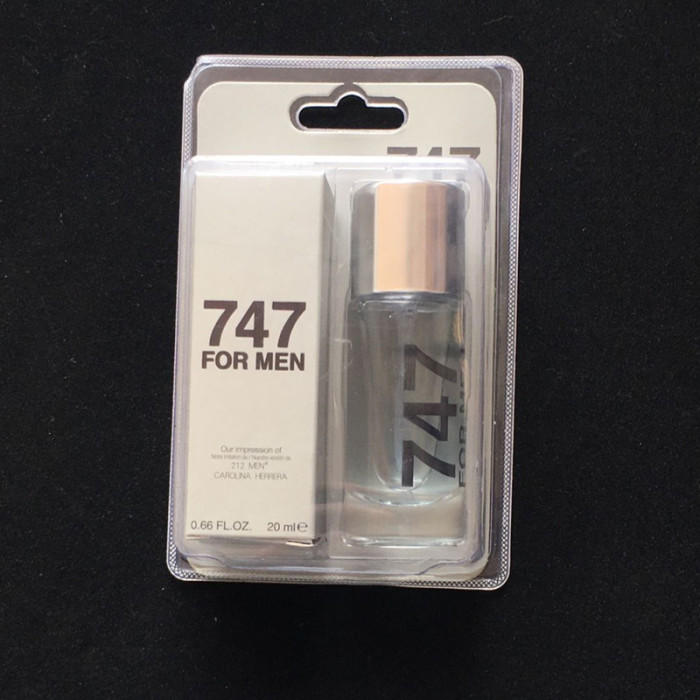 747
747
FOR MEN
Our impression of
212 MEN®
CAROLINA HERRERA
0.66 FL.OZ. 20 ml℮
747
FOR MEN